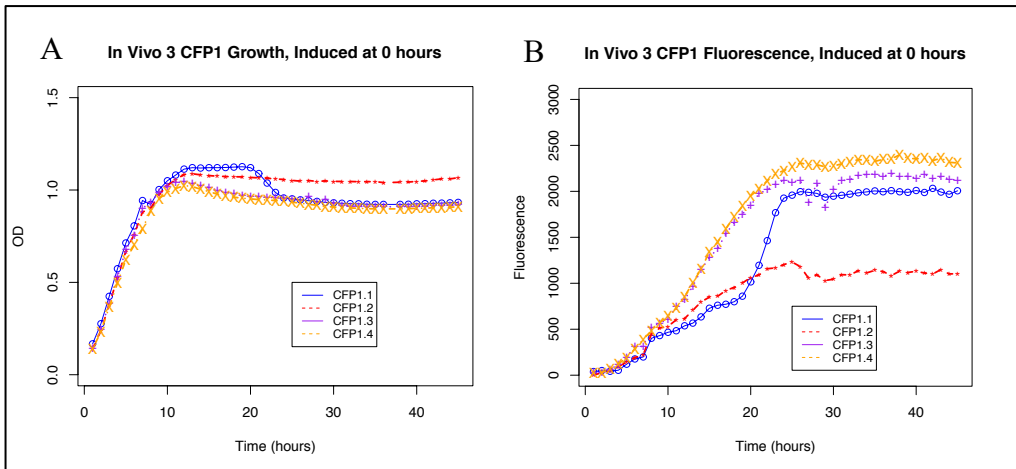 A
In Vivo 3 CFP1 Growth, Induced at 0 hours
OD
1.5
1.0
0.5
0.0
0
10
20
30
40
Time (hours)
CFP1.1
CFP1.2
CFP1.3
CFP1.4
B
In Vivo 3 CFP1 Fluorescence, Induced at 0 hours
Fluorescence
3000
2500
2000
1500
1000
500
0
0
10
20
30
40
Time (hours)
CFP1.1
CFP1.2
CFP1.3
CFP1.4